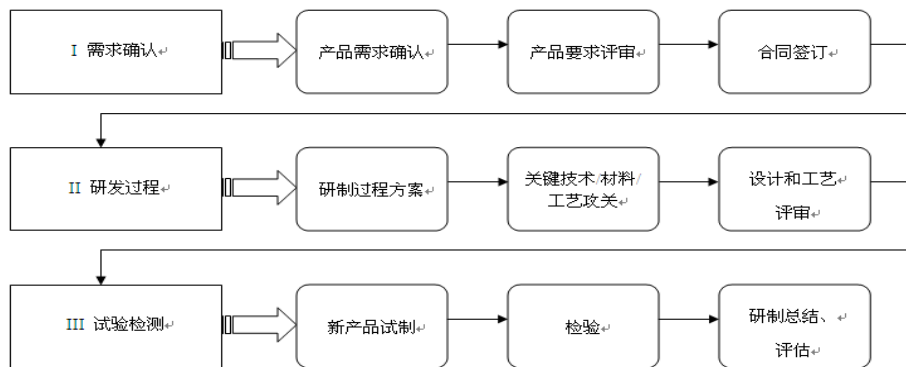 I 需求确认
产品需求确认
产品要求评审
合同签订
II 研发过程
研制过程方案
关键技术/材料/
工艺攻关
设计和工艺
评审
III 试验检测
新产品试制
检验
研制总结、
评估